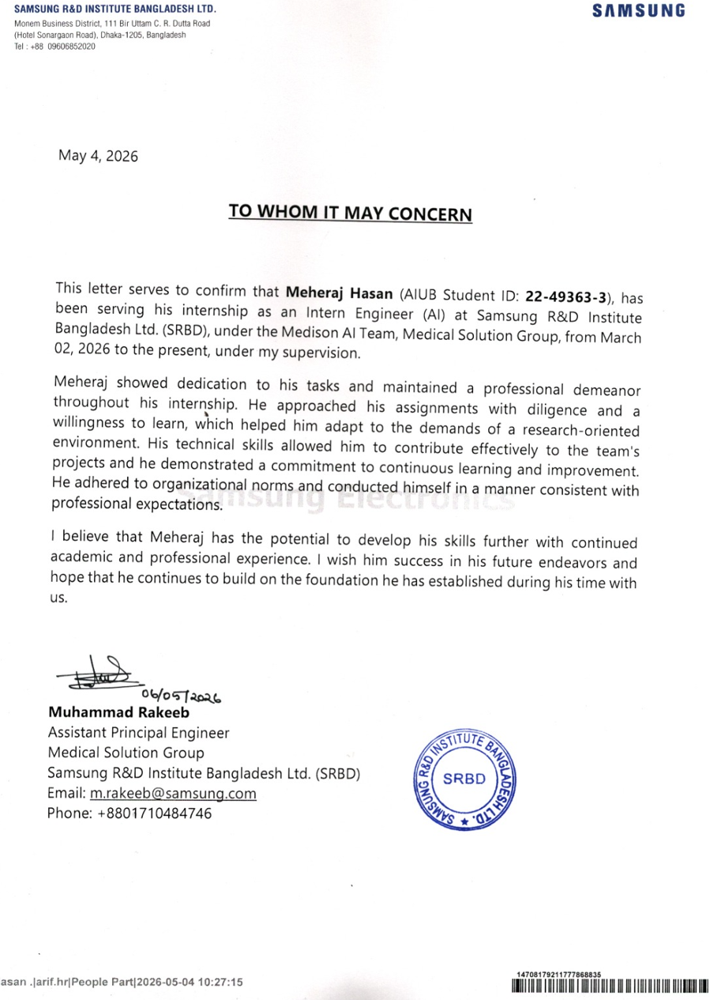 SAMSUNG R&D INSTITUTE BANGLADESH LTD.
Monem Business District, 111 Bir Uttam C. R. Dutta Road
(Hotel Sonargaon Road), Dhaka-1205, Bangladesh
Tel : +88 09606852020
SAMSUNG
May 4, 2026
TO WHOM IT MAY CONCERN
This letter serves to confirm that Meheraj Hasan (AIUB Student ID: 22-49363-3), has
been serving his internship as an Intern Engineer (AI) at Samsung R&D Institute
Bangladesh Ltd. (SRBD), under the Medison AI Team, Medical Solution Group, from March
02, 2026 to the present, under my supervision.
Meheraj showed dedication to his tasks and maintained a professional demeanor
throughout his internship. He approached his assignments with diligence and a
willingness to learn, which helped him adapt to the demands of a research-oriented
environment. His technical skills allowed him to contribute effectively to the team's
projects and he demonstrated a commitment to continuous learning and improvement.
He adhered to organizational norms and conducted himself in a manner consistent with
professional expectations.
Samsung Electronics
I believe that Meheraj has the potential to develop his skills further with continued
academic and professional experience. I wish him success in his future endeavors and
hope that he continues to build on the foundation he has established during his time with
us.
06/05/2026
Muhammad Rakeeb
Assistant Principal Engineer
Medical Solution Group
Samsung R&D Institute Bangladesh Ltd. (SRBD)
Email: m.rakeeb@samsung.com
Phone: +8801710484746
SAMSUNG R&D INSTITUTE BANGLADESH LTD. ★
SRBD
asan .|arif.hr|People Part|2026-05-04 10:27:15
14708179211777868835